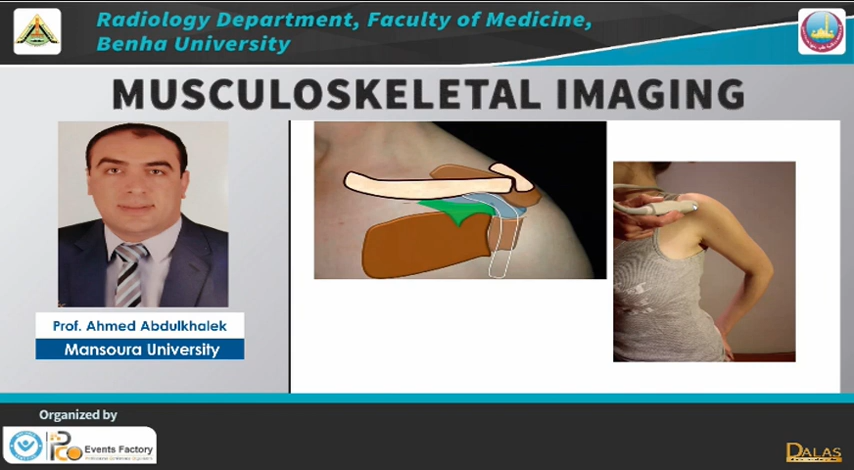 Radiology Department, Faculty of Medicine,
Benha University
MUSCULOSKELETAL IMAGING
Prof. Ahmed Abdulkhalek
Mansoura University
Organized by
PCO
Events Factory
DALAS